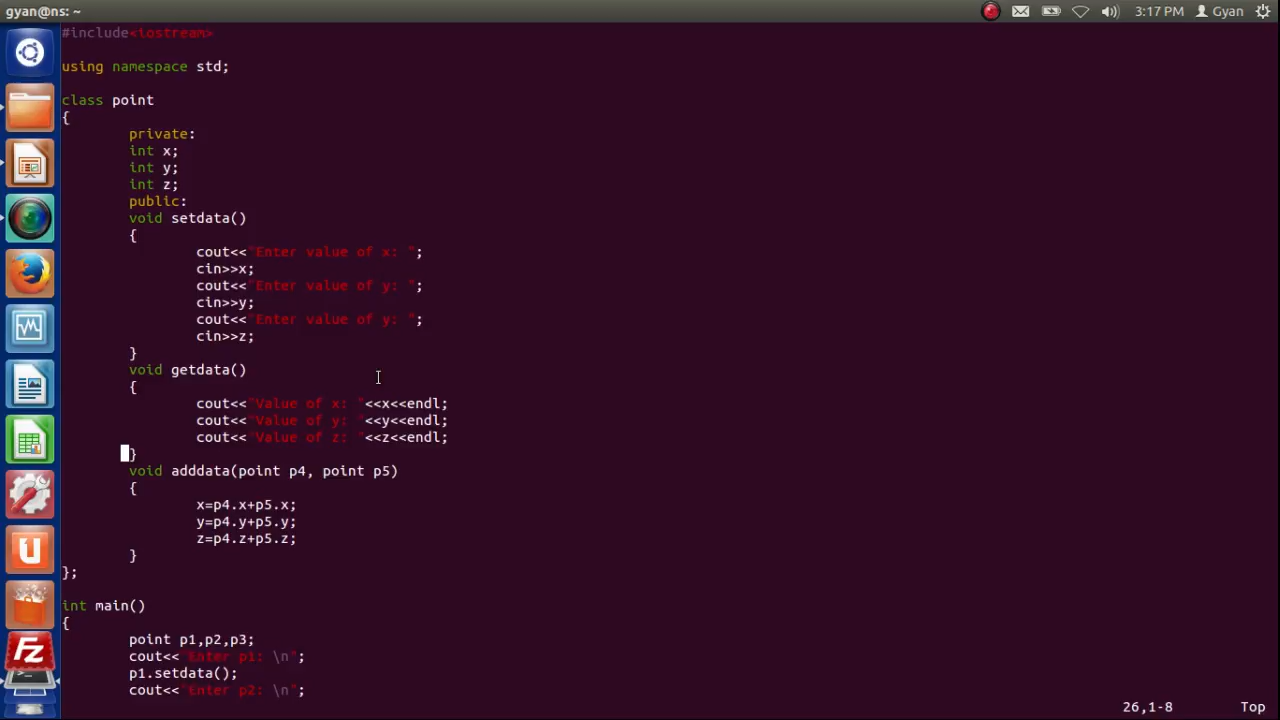 gyan@ns: ~
3:17 PM Gyan
#include<iostream>
using namespace std;
class point
{
private:
int x;
int y;
int z;
public:
void setdata()
{
cout<<"Enter value of x: ";
cin>>x;
cout<<"Enter value of y: ";
cin>>y;
cout<<"Enter value of y: ";
cin>>z;
}
void getdata()
{
cout<<"Value of x: "<<x<<endl;
cout<<"Value of y: "<<y<<endl;
cout<<"Value of z: "<<z<<endl;
}
void adddata(point p4, point p5)
{
x=p4.x+p5.x;
y=p4.y+p5.y;
z=p4.z+p5.z;
}
};
int main()
{
point p1,p2,p3;
cout<<"Enter p1: \n";
p1.setdata();
cout<<"Enter p2: \n";
26,1-8 Top